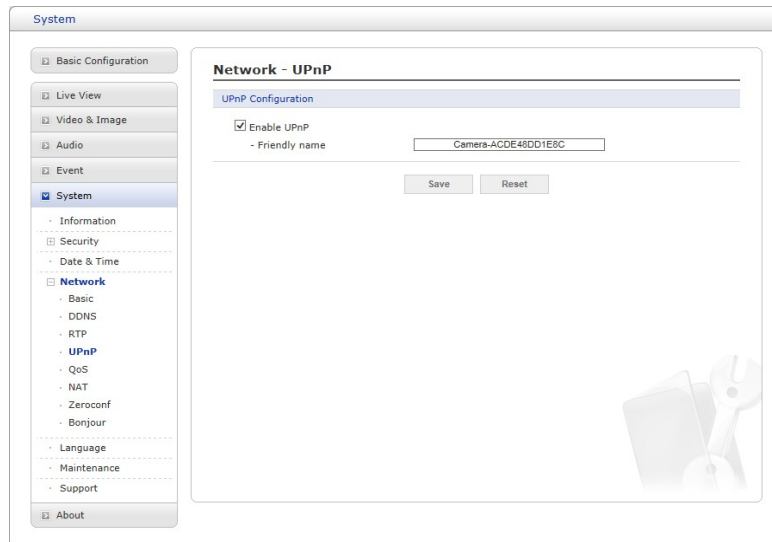 System
Basic Configuration
Live View
Video & Image
Audio
Event
System
Information
Security
Date & Time
Network
Basic
DDNS
RTP
UPnP
QoS
NAT
Zeroconf
Bonjour
Language
Maintenance
Support
About
Network - UPnP
UPnP Configuration
Enable UPnP
- Friendly name Camera-ACDE48DD1E8C
Save Reset